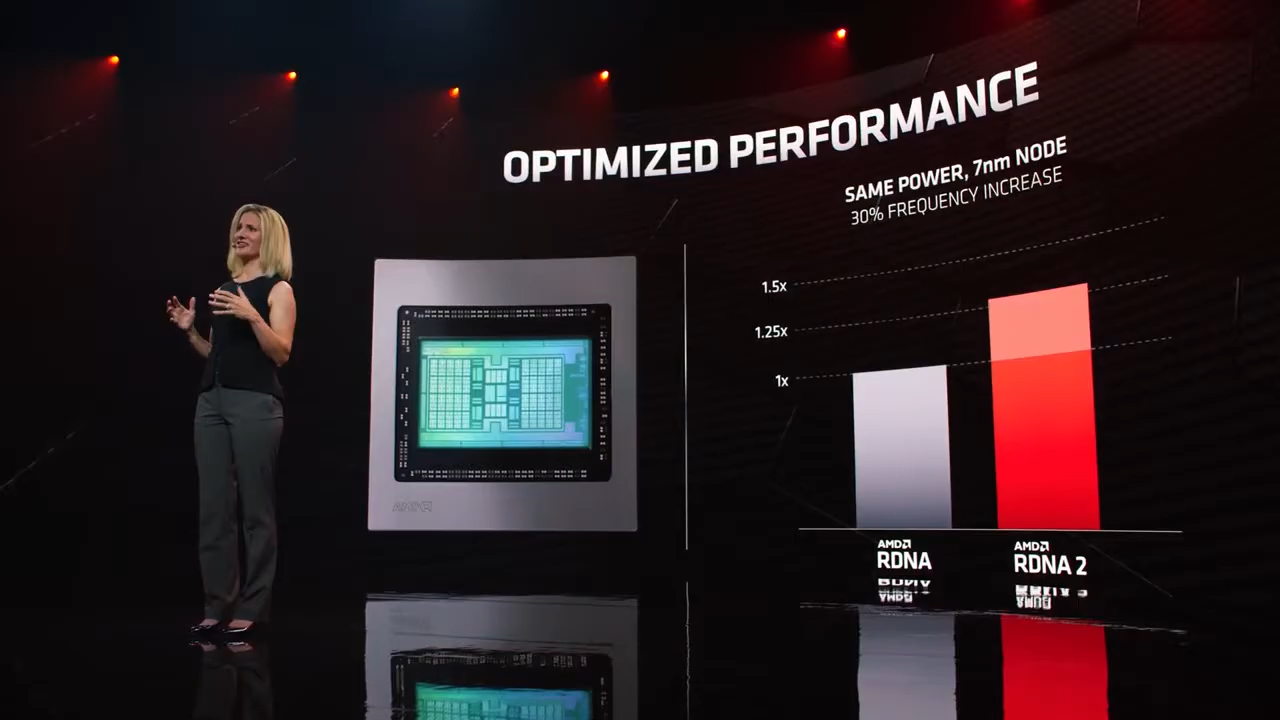 OPTIMIZED PERFORMANCE
SAME POWER, 7nm NODE
30% FREQUENCY INCREASE
1.5x
1.25x
1x
AMD
RDNA
AMD
RDNA 2
AMD